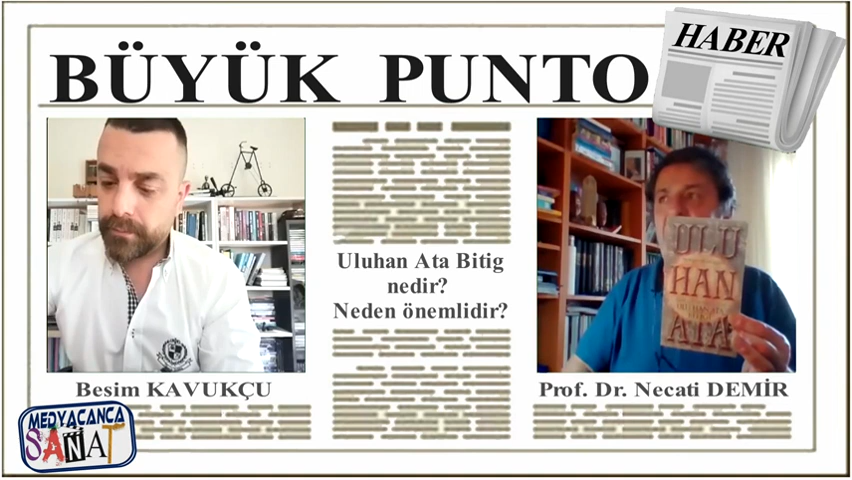 BÜYÜK PUNTO
HABER
Uluhan Ata Bitig
nedir?
Neden önemlidir?
ULU
HAN
ATA
Besim KAVUKÇU
Prof. Dr. Necati DEMİR
MEDYACANCA
SANAT